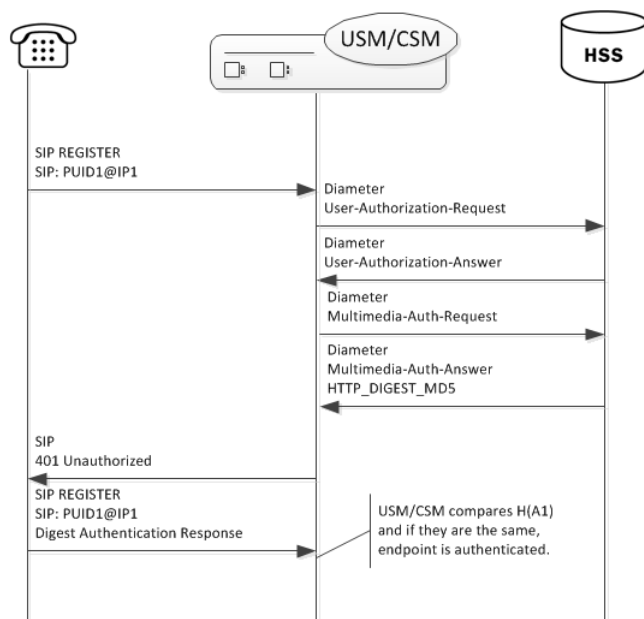 USM/CSM
HSS
SIP REGISTER
SIP: PUID1@IP1
Diameter
User-Authorization-Request
Diameter
User-Authorization-Answer
Diameter
Multimedia-Auth-Request
Diameter
Multimedia-Auth-Answer
HTTP_DIGEST_MD5
SIP
401 Unauthorized
SIP REGISTER
SIP: PUID1@IP1
Digest Authentication Response
USM/CSM compares H(A1)
and if they are the same,
endpoint is authenticated.